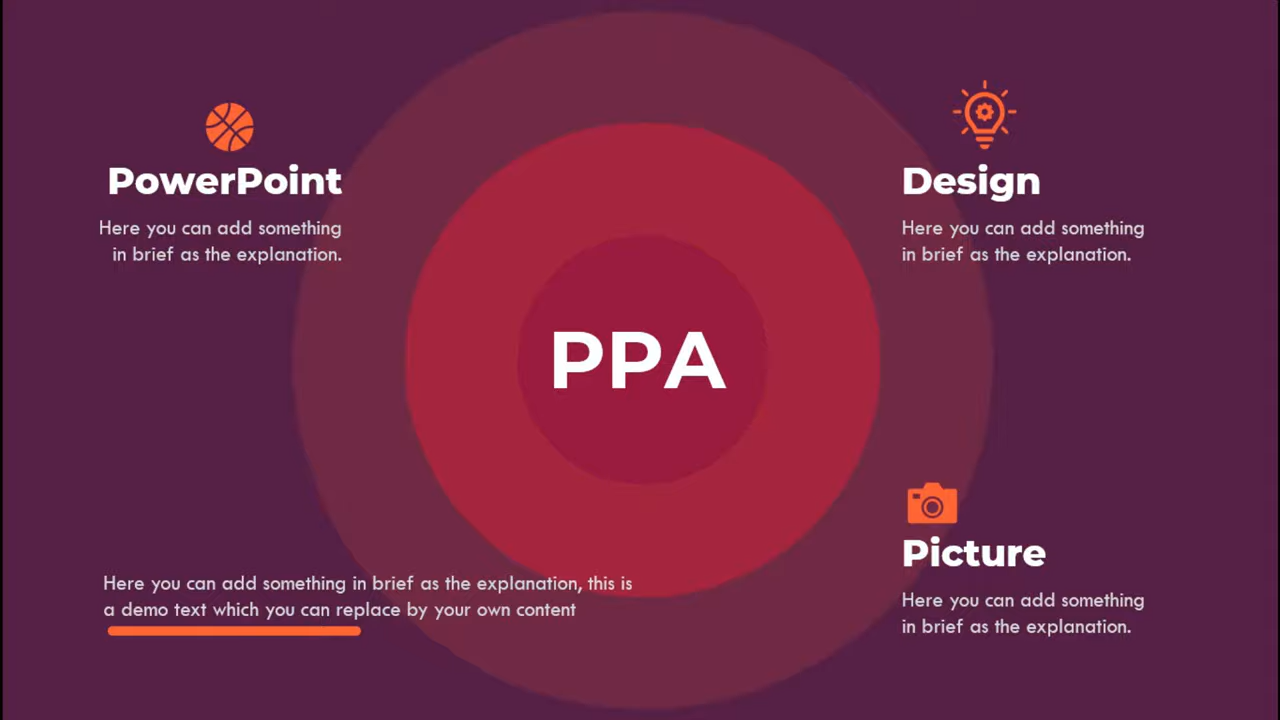 PowerPoint
Here you can add something
in brief as the explanation.
Design
Here you can add something
in brief as the explanation.
PPA
Picture
Here you can add something
in brief as the explanation.
Here you can add something in brief as the explanation, this is
a demo text which you can replace by your own content